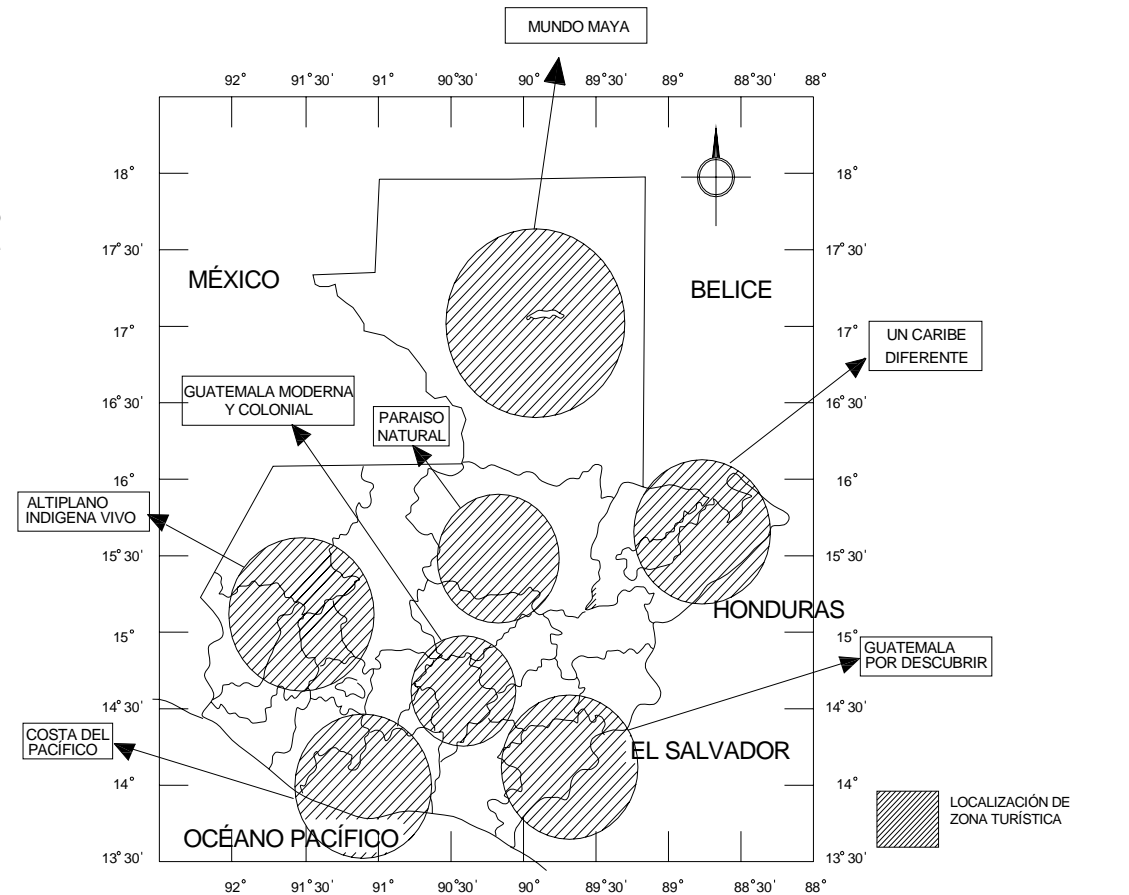 MUNDO MAYA
92° 91°30' 91° 90°30' 90° 89°30' 89° 88°30' 88°
18° 18°
17°30' 17°30'
MÉXICO
BELICE
17° 17°
UN CARIBE
DIFERENTE
GUATEMALA MODERNA
Y COLONIAL
16°30' 16°30'
PARAISO
NATURAL
16° 16°
ALTIPLANO
INDIGENA VIVO
15°30' 15°30'
HONDURAS
15° 15°
GUATEMALA
POR DESCUBRIR
14°30' 14°30'
COSTA DEL
PACÍFICO
EL SALVADOR
14° 14°
LOCALIZACIÓN DE
ZONA TURÍSTICA
OCÉANO PACÍFICO
13°30' 13°30'
92° 91°30' 91° 90°30' 90° 89°30' 89° 88°30' 88°